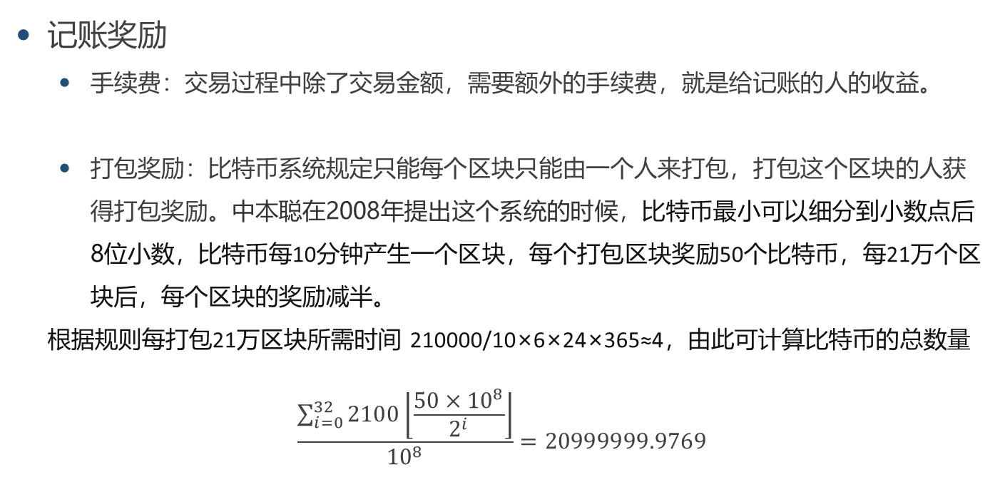 • 记账奖励
• 手续费：交易过程中除了交易金额，需要额外的手续费，就是给记账的人的收益。
• 打包奖励：比特币系统规定只能每个区块只能由一个人来打包，打包这个区块的人获
得打包奖励。中本聪在2008年提出这个系统的时候，比特币最小可以细分到小数点后
8位小数，比特币每10分钟产生一个区块，每个打包区块奖励50个比特币，每21万个区
块后，每个区块的奖励减半。
根据规则每打包21万区块所需时间 210000/10×6×24×365≈4，由此可计算比特币的总数量
\frac{\sum_{i=0}^{32} 2100 \left\lfloor \frac{50 × 10^8}{2^i} \right\rfloor}{10^8} = 20999999.9769